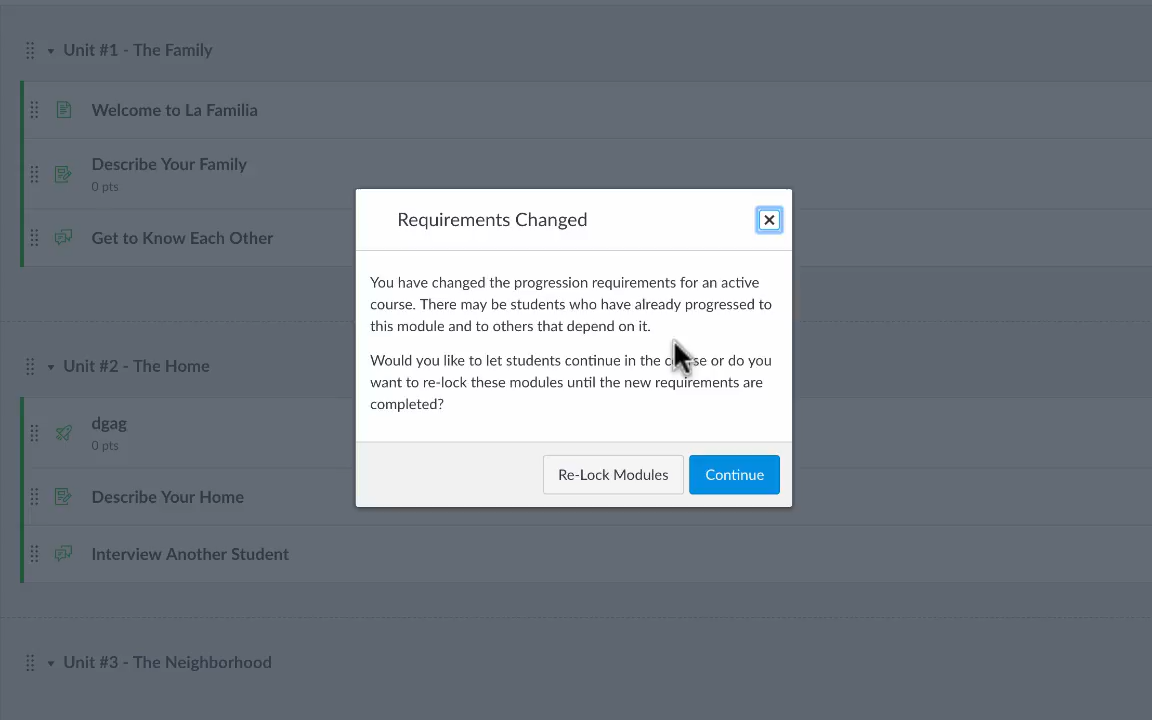 Unit #1 - The Family
Welcome to La Familia
Describe Your Family
0 pts
Get to Know Each Other
Requirements Changed
You have changed the progression requirements for an active
course. There may be students who have already progressed to
this module and to others that depend on it.
Would you like to let students continue in the course or do you
want to re-lock these modules until the new requirements are
completed?
Re-Lock Modules
Continue
Unit #2 - The Home
dgag
0 pts
Describe Your Home
Interview Another Student
Unit #3 - The Neighborhood